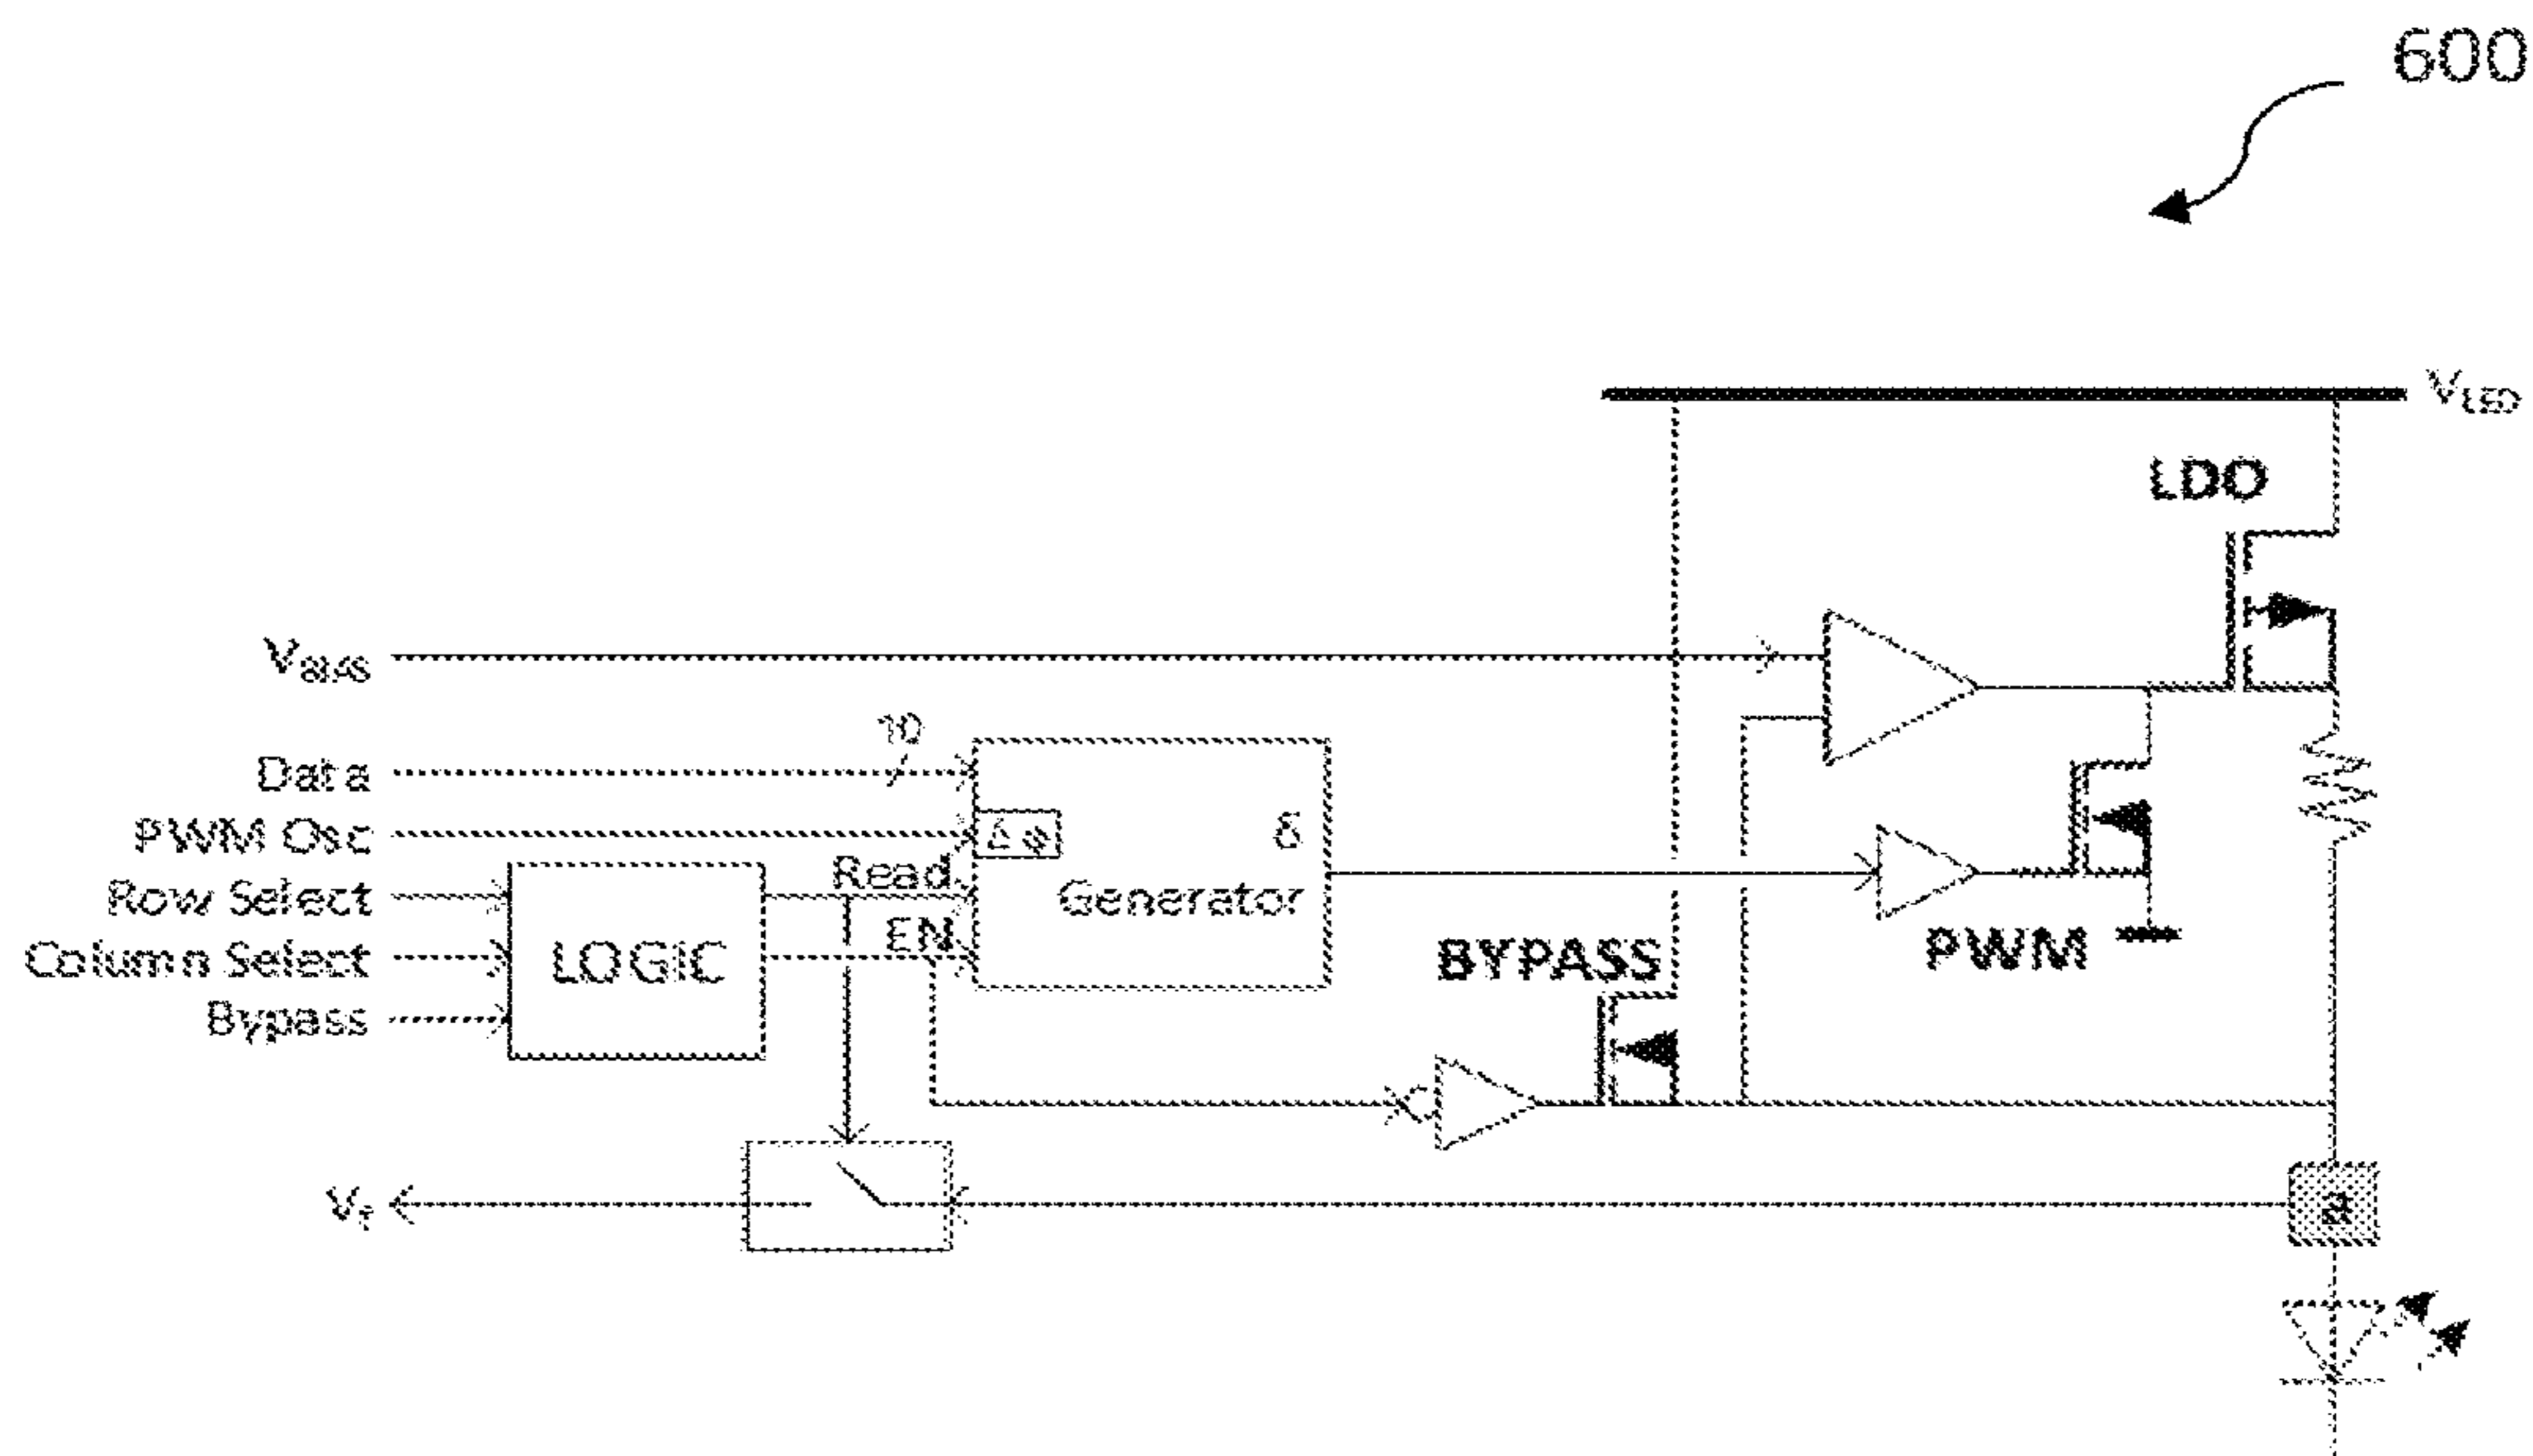 600
VLED
LDO
VBIAS
10
Data
PWM Osc
Δφ
δ
Read
Row Select
Generator
EN
Column Select
LOGIC
BYPASS
PWM
Bypass
Vf
a